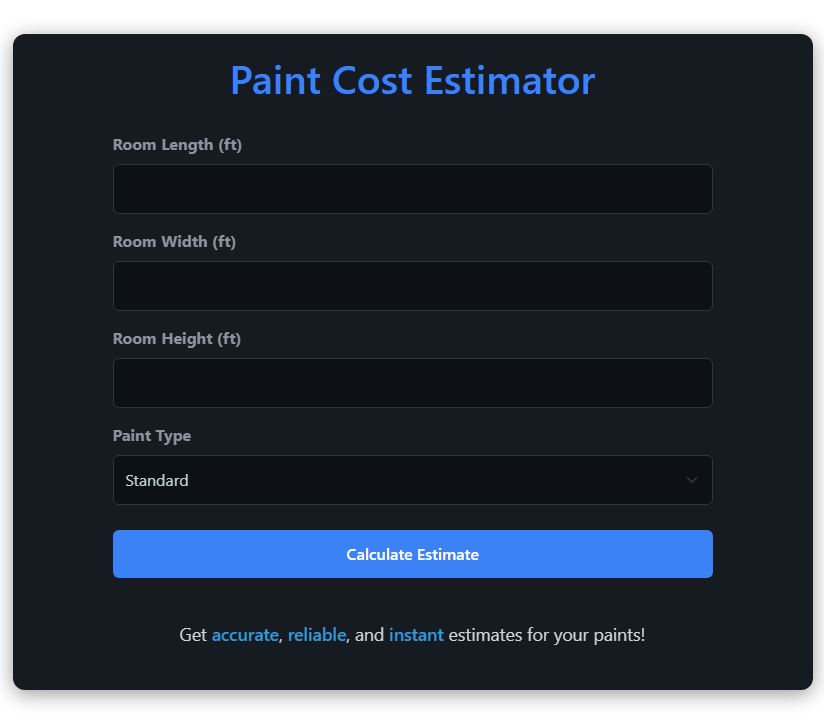 Paint Cost Estimator
Room Length (ft)
Room Width (ft)
Room Height (ft)
Paint Type
Standard
Calculate Estimate
Get accurate, reliable, and instant estimates for your paints!